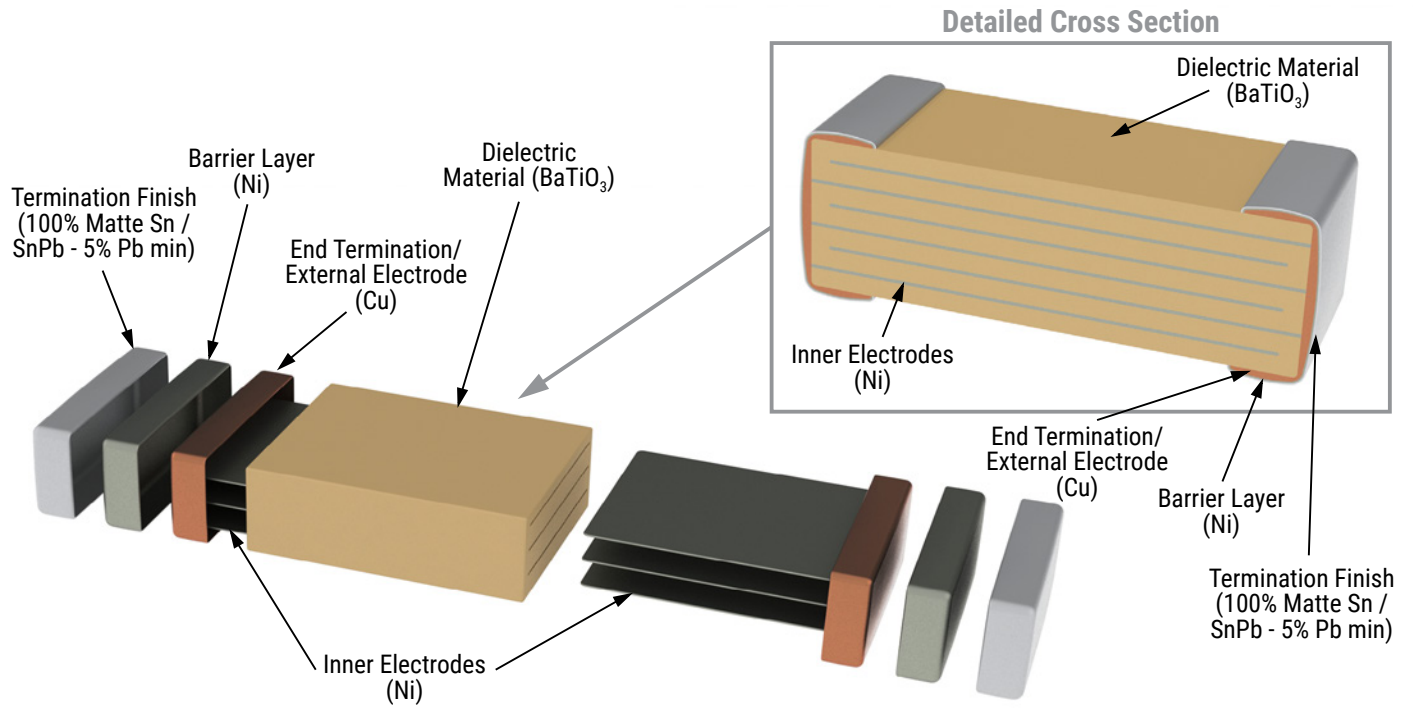 Detailed Cross Section
Dielectric Material
(BaTiO₃)
Inner Electrodes
(Ni)
End Termination/
External Electrode
(Cu)
Barrier Layer
(Ni)
Termination Finish
(100% Matte Sn /
SnPb - 5% Pb min)
Termination Finish
(100% Matte Sn /
SnPb - 5% Pb min)
Barrier Layer
(Ni)
End Termination/
External Electrode
(Cu)
Dielectric
Material (BaTiO₃)
Inner Electrodes
(Ni)